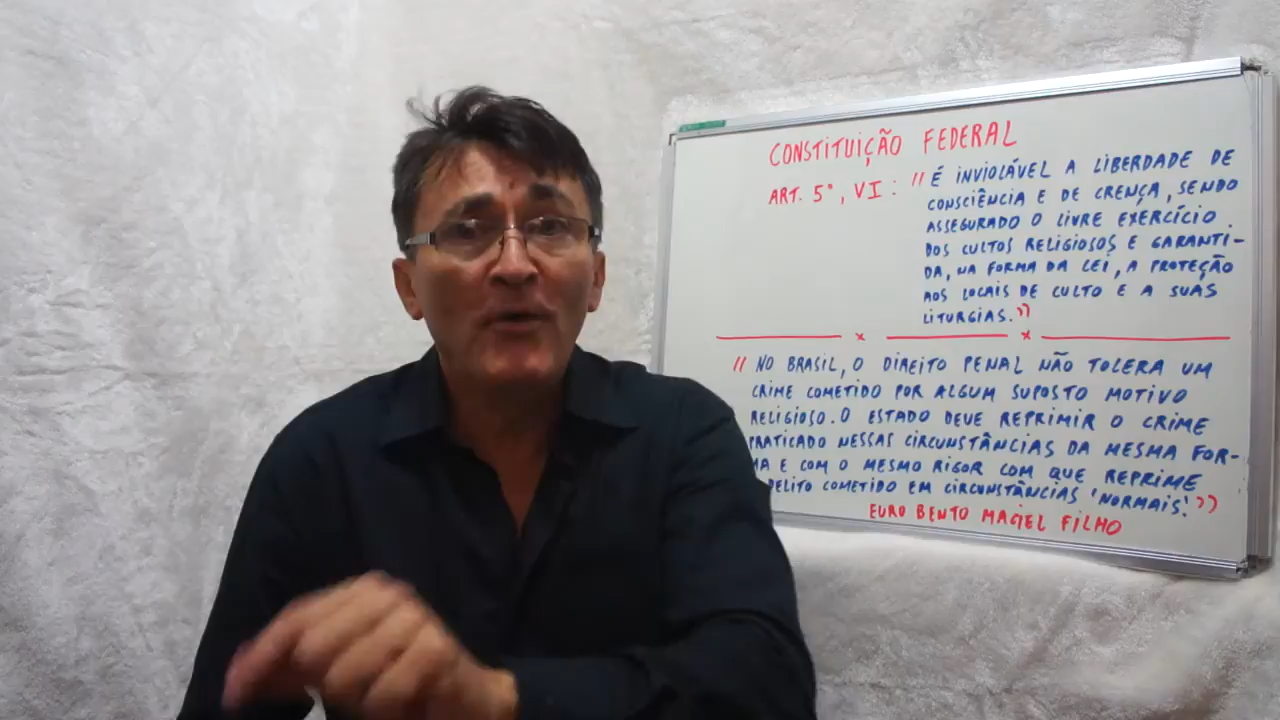 CONSTITUIÇÃO FEDERAL
ART. 5º, VI: "É INVIOLÁVEL A LIBERDADE DE
CONSCIÊNCIA E DE CRENÇA, SENDO
ASSEGURADO O LIVRE EXERCÍCIO
DOS CULTOS RELIGIOSOS E GARANTI-
DA, NA FORMA DA LEI, A PROTEÇÃO
AOS LOCAIS DE CULTO E A SUAS
LITURGIAS."
x x
"NO BRASIL, O DIREITO PENAL NÃO TOLERA UM
CRIME COMETIDO POR ALGUM SUPOSTO MOTIVO
RELIGIOSO. O ESTADO DEVE REPRIMIR O CRIME
PRATICADO NESSAS CIRCUNSTÂNCIAS DA MESMA FOR-
MA E COM O MESMO RIGOR COM QUE REPRIME
DELITO COMETIDO EM CIRCUNSTÂNCIAS 'NORMAIS'."
EURO BENTO MACIEL FILHO